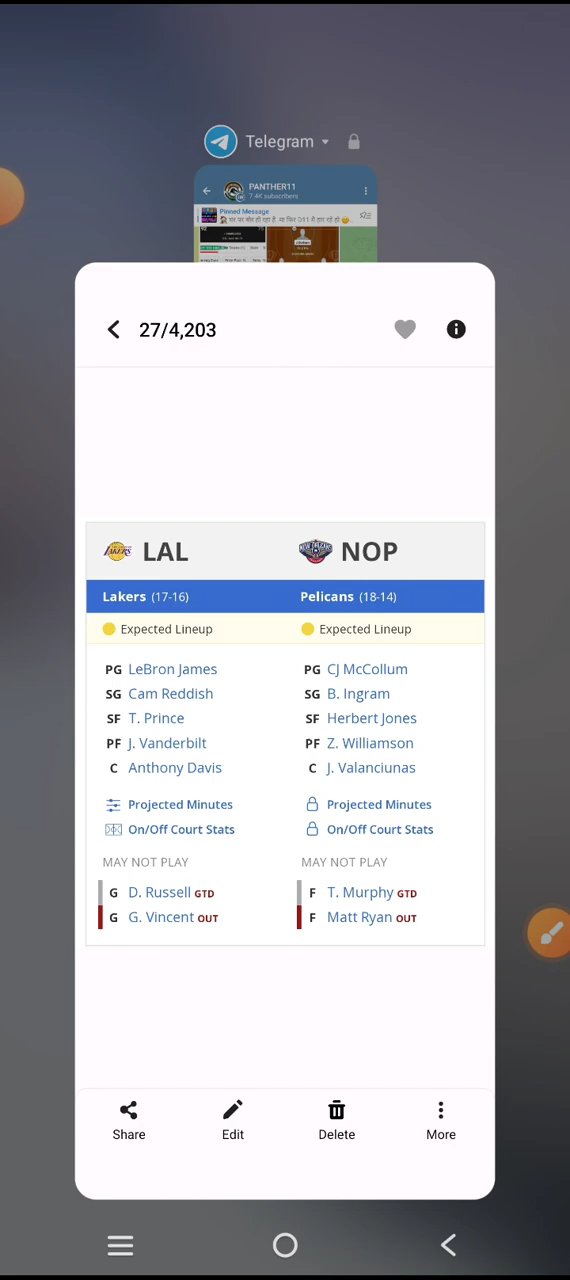 Telegram
PANTHER11
7.4K subscribers
Pinned Message
27/4,203
LAL
NOP
Lakers (17-16)
Pelicans (18-14)
Expected Lineup
Expected Lineup
PG LeBron James
PG CJ McCollum
SG Cam Reddish
SG B. Ingram
SF T. Prince
SF Herbert Jones
PF J. Vanderbilt
PF Z. Williamson
C Anthony Davis
C J. Valanciunas
Projected Minutes
Projected Minutes
On/Off Court Stats
On/Off Court Stats
MAY NOT PLAY
MAY NOT PLAY
G D. Russell GTD
F T. Murphy GTD
G G. Vincent OUT
F Matt Ryan OUT
Share
Edit
Delete
More